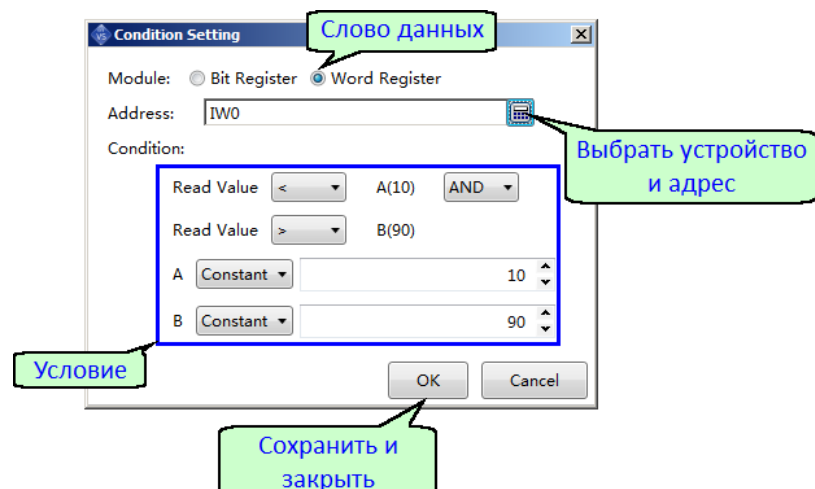 Слово данных
Condition Setting
Module: Bit Register Word Register
Address: IW0
Выбрать устройство
и адрес
Condition:
Read Value < A(10) AND
Read Value > B(90)
A Constant 10
B Constant 90
Условие
OK Cancel
Сохранить и
закрыть